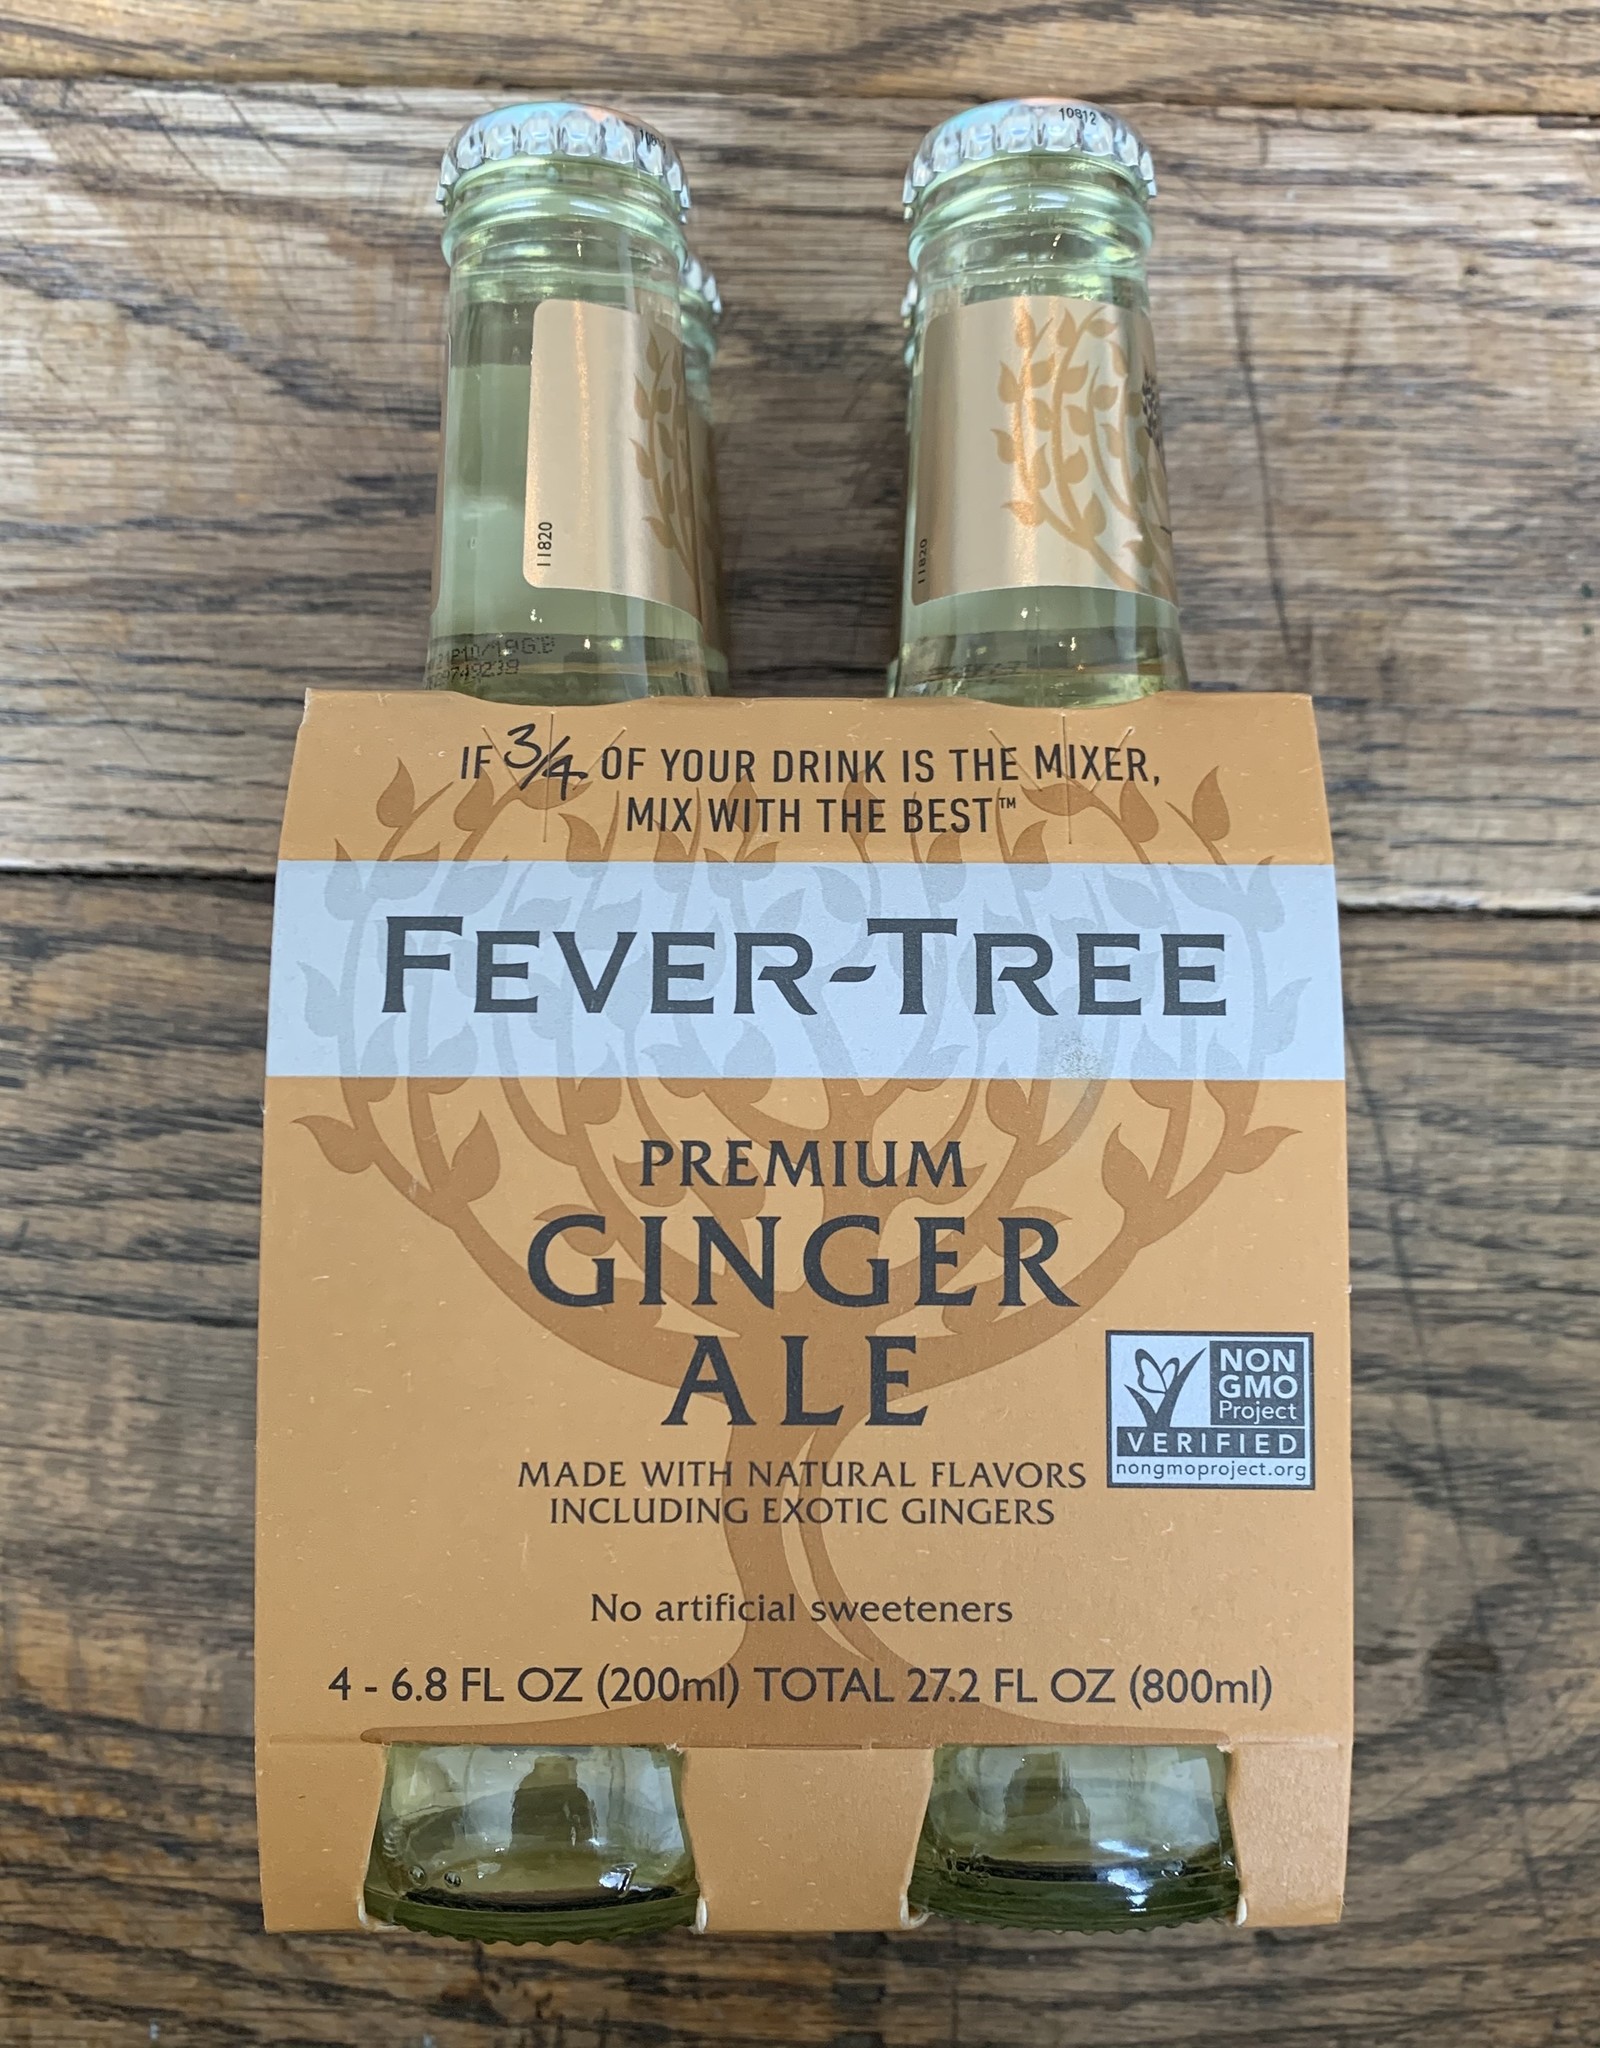 10812
11820
11820
IF 3/4 OF YOUR DRINK IS THE MIXER,
MIX WITH THE BEST™
FEVER-TREE
PREMIUM
GINGER
ALE
MADE WITH NATURAL FLAVORS
INCLUDING EXOTIC GINGERS
NON
GMO
Project
VERIFIED
nongmoproject.org
No artificial sweeteners
4 - 6.8 FL OZ (200ml) TOTAL 27.2 FL OZ (800ml)